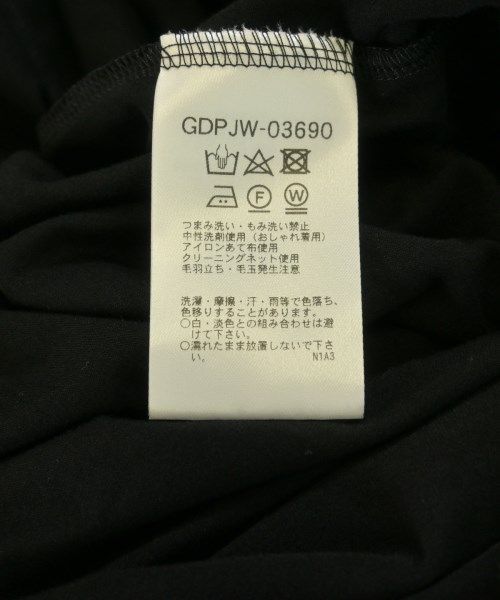 GDPJW-03690
F W
つまみ洗い・もみ洗い禁止
中性洗剤使用(おしゃれ着用)
アイロンあて布使用
クリーニングネット使用
毛羽立ち・毛玉発生注意
洗濯・摩擦・汗・雨等で色落ち、
色移りすることがあります。
○白・淡色との組み合わせは避
けて下さい。
○濡れたまま放置しないで下さ
い。 N1A3